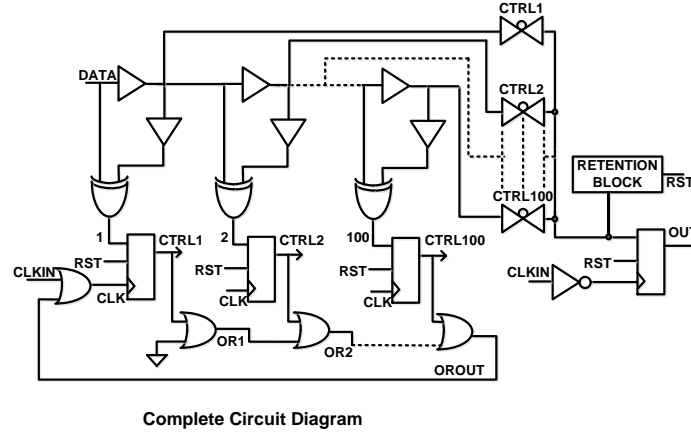 CTRL1
DATA
CTRL2
RETENTION
BLOCK
RST
CTRL100
1
CTRL1
2
CTRL2
100
CTRL100
OUT
RST
RST
RST
RST
CLKIN
CLKIN
CLK
CLK
CLK
OR1
OR2
OROUT
Complete Circuit Diagram